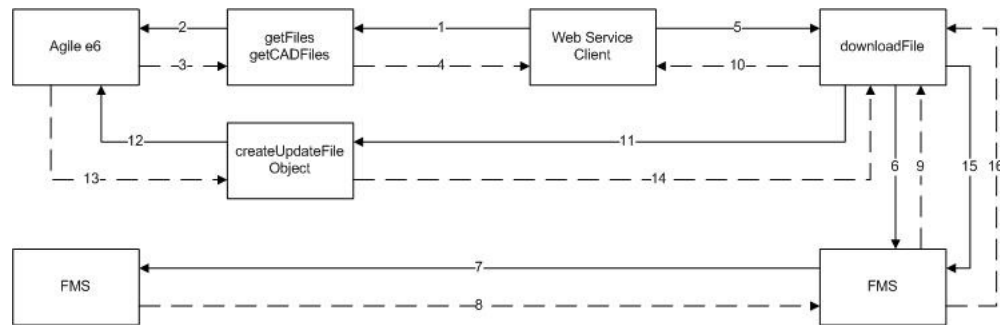 Agile e6
2
3
getFiles
getCADFiles
1
4
Web Service
Client
5
10
downloadFile
12
createUpdateFile
Object
11
13
14
6
9
15
16
FMS
7
8
FMS